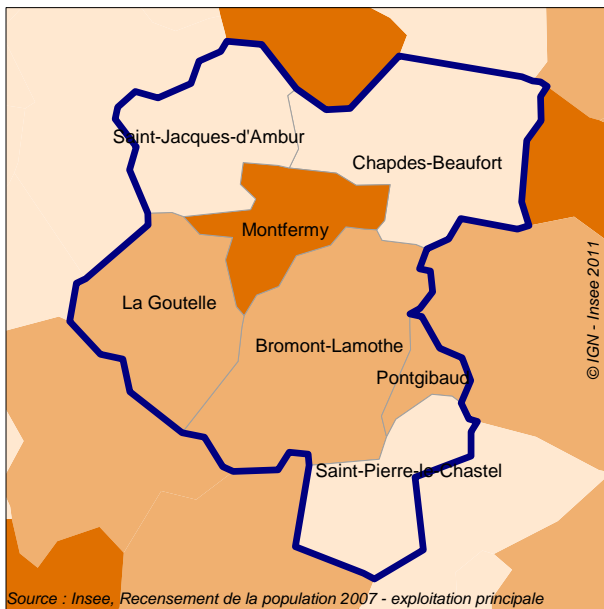 Saint-Jacques-d'Ambur
Chapdes-Beaufort
Montfermy
La Goutelle
Bromont-Lamothe
Pontgibaud
Saint-Pierre-le-Chastel
© IGN - Insee 2011
Source : Insee, Recensement de la population 2007 - exploitation principale